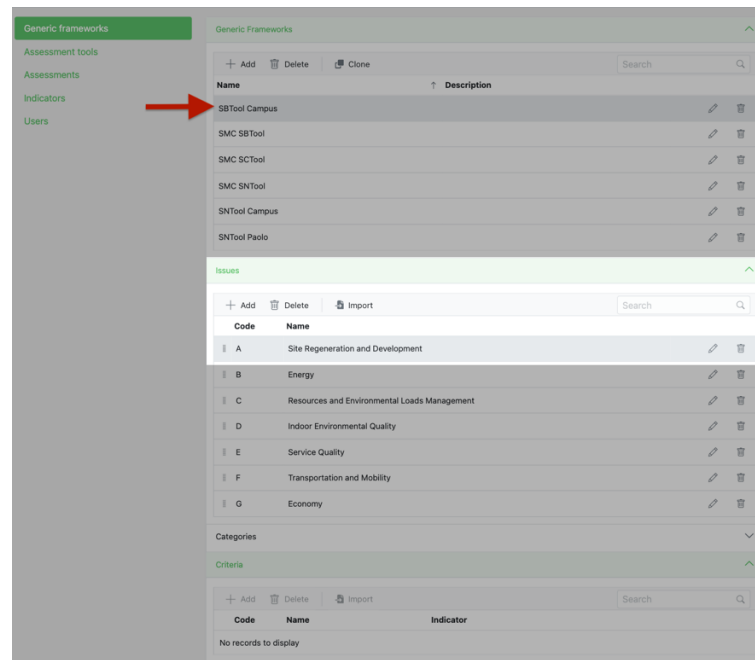 Generic frameworks
Assessment tools
Assessments
Indicators
Users
Generic Frameworks
Add Delete Clone Search
Name Description
SBTool Campus
SMC SBTool
SMC SCTool
SMC SNTool
SNTool Campus
SNTool Paolo
Issues
Add Delete Import Search
Code Name
A Site Regeneration and Development
B Energy
C Resources and Environmental Loads Management
D Indoor Environmental Quality
E Service Quality
F Transportation and Mobility
G Economy
Categories
Criteria
Add Delete Import Search
Code Name Indicator
No records to display